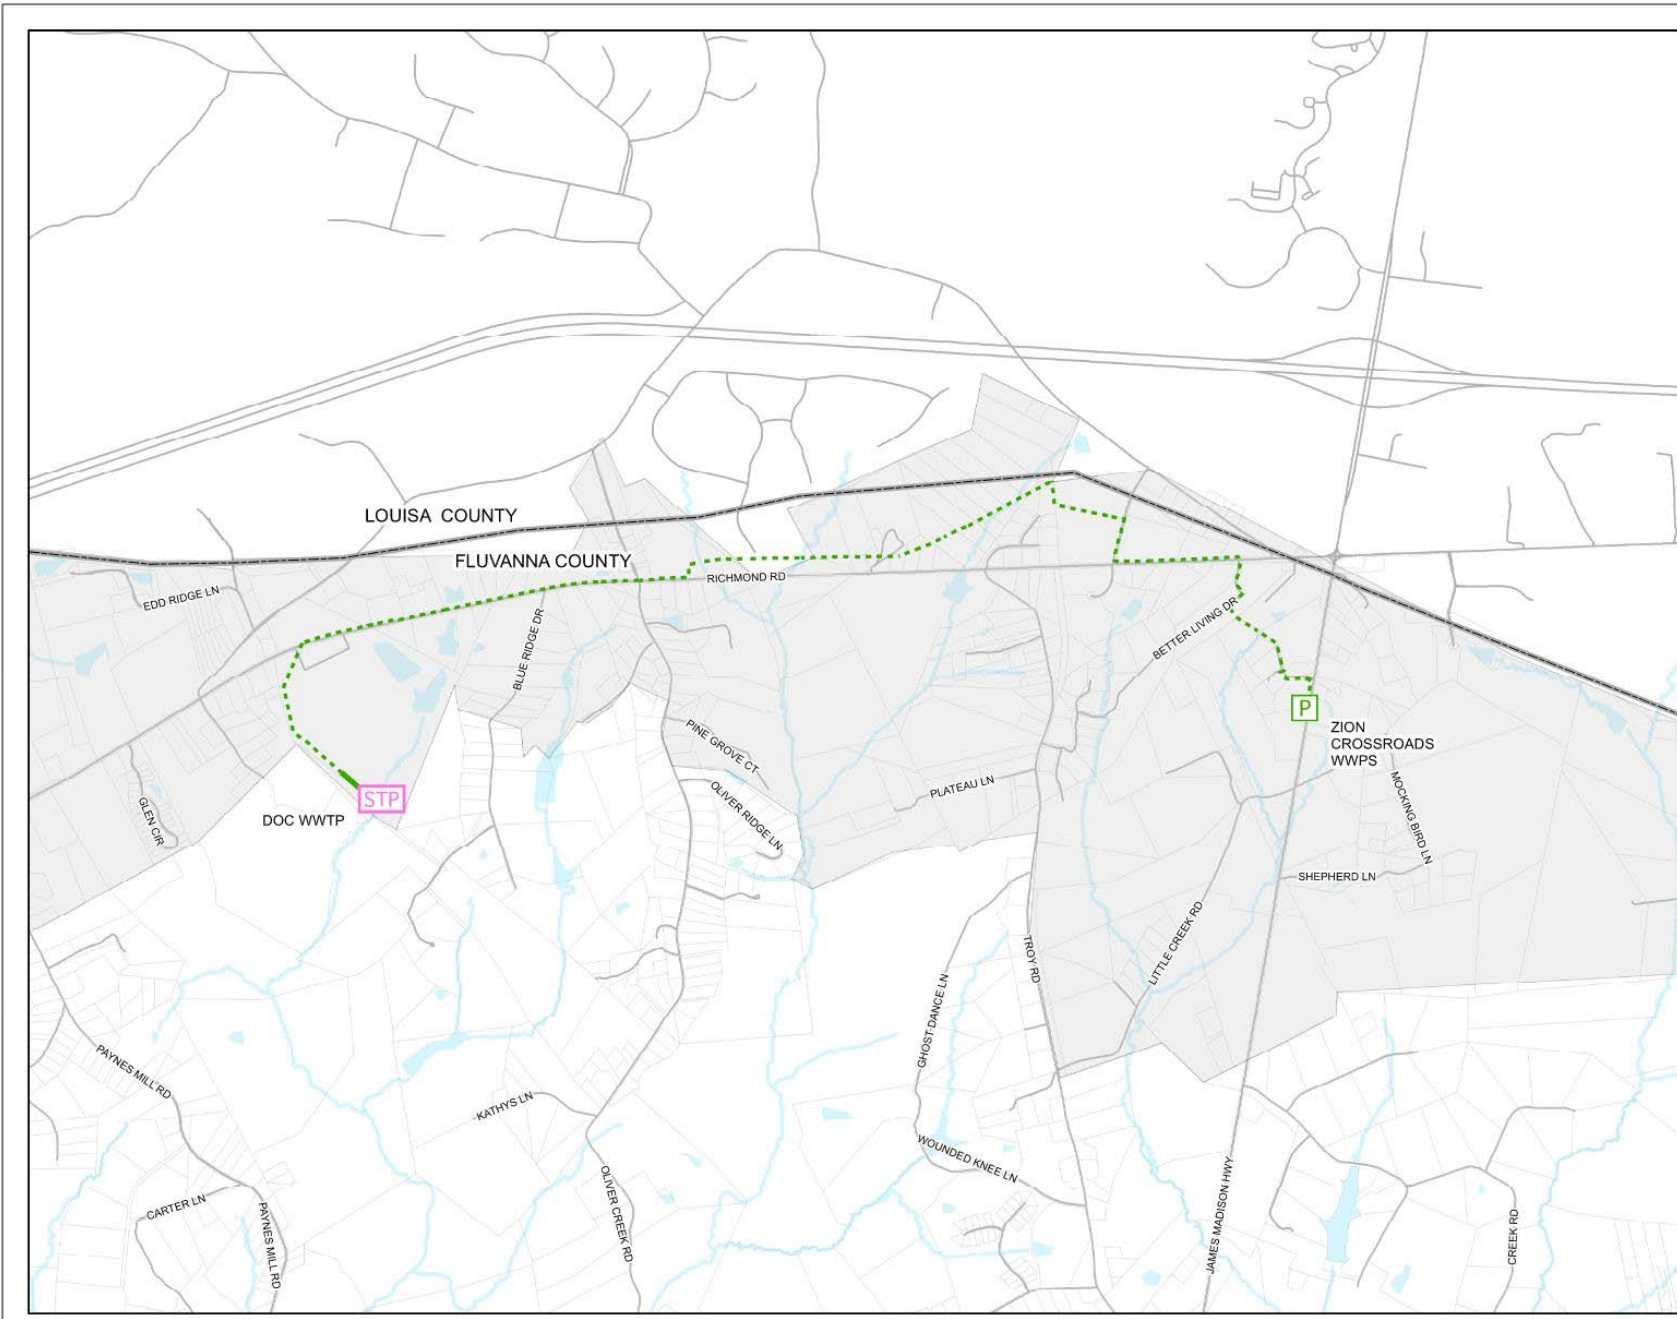 LOUISA COUNTY
FLUVANNA COUNTY
RICHMOND RD
EDD RIDGE LN
BLUE RIDGE DR
BETTER LIVING DR
P
ZION
CROSSROADS
WWPS
PINE GROVE CT
MOCKING BIRD LN
GLEN CIR
STP
DOC WWTP
OLIVER RIDGE LN
PLATEAU LN
SHEPHERD LN
TROY RD
LITTLE CREEK RD
GHOST DANCE LN
PAYNES MILL RD
KATHYS LN
WOUNDED KNEE LN
CARTER LN
PAYNES MILL RD
OLIVER CREEK RD
JAMES MADISON HWY
CREEK RD